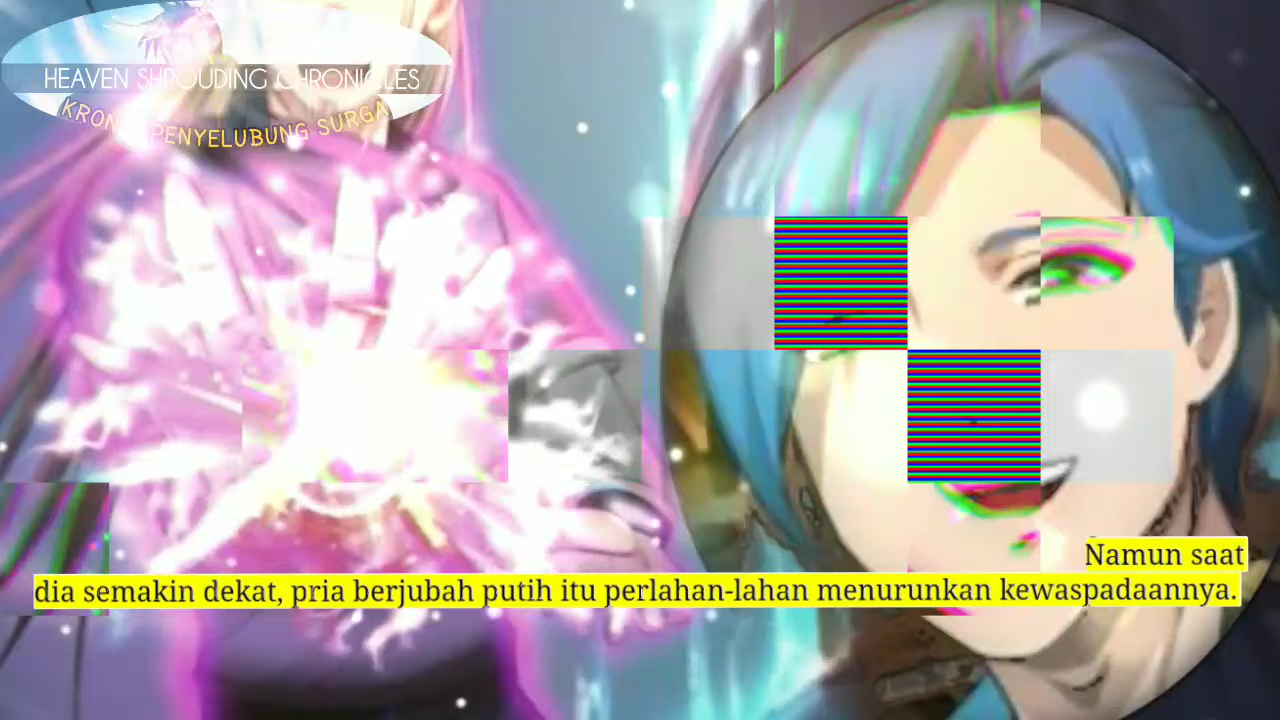 HEAVEN SHROUDING CHRONICLES
PENYELUBUNG SURGA
Namun saat
dia semakin dekat, pria berjubah putih itu perlahan-lahan menurunkan kewaspadaannya.